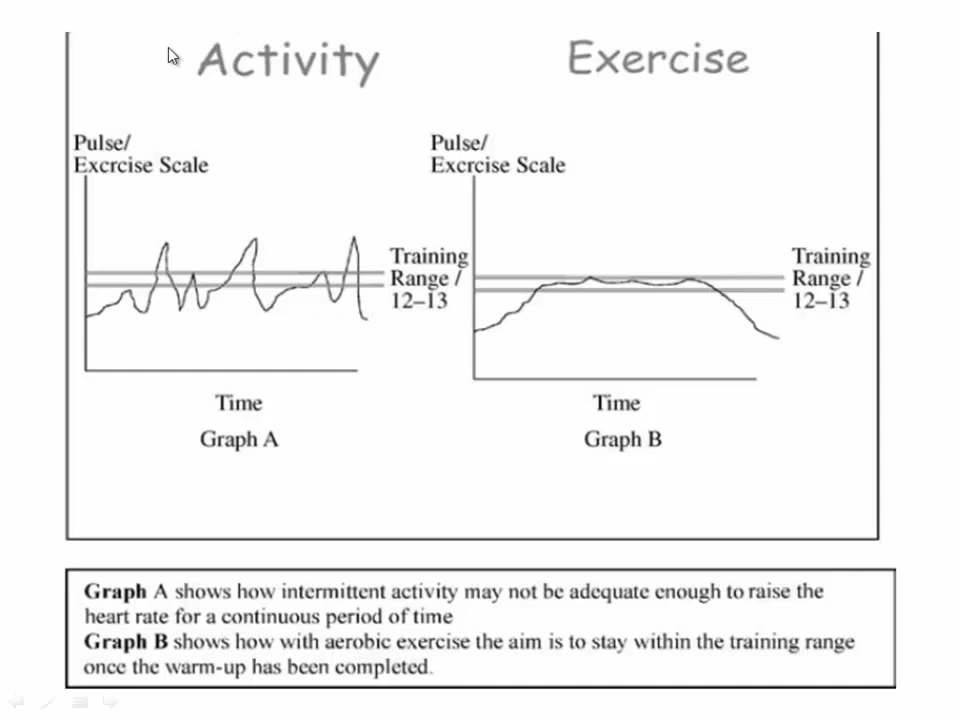 Activity
Exercise
Pulse/
Excrcise Scale
Pulse/
Excrcise Scale
Training
Range /
12–13
Training
Range /
12–13
Time
Time
Graph A
Graph B
Graph A shows how intermittent activity may not be adequate enough to raise the
heart rate for a continuous period of time
Graph B shows how with aerobic exercise the aim is to stay within the training range
once the warm-up has been completed.